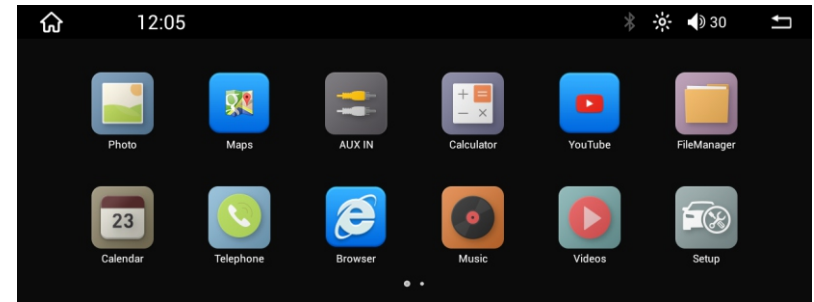 12:05 30
Photo Maps AUX IN Calculator YouTube FileManager
23
Calendar Telephone Browser Music Videos Setup